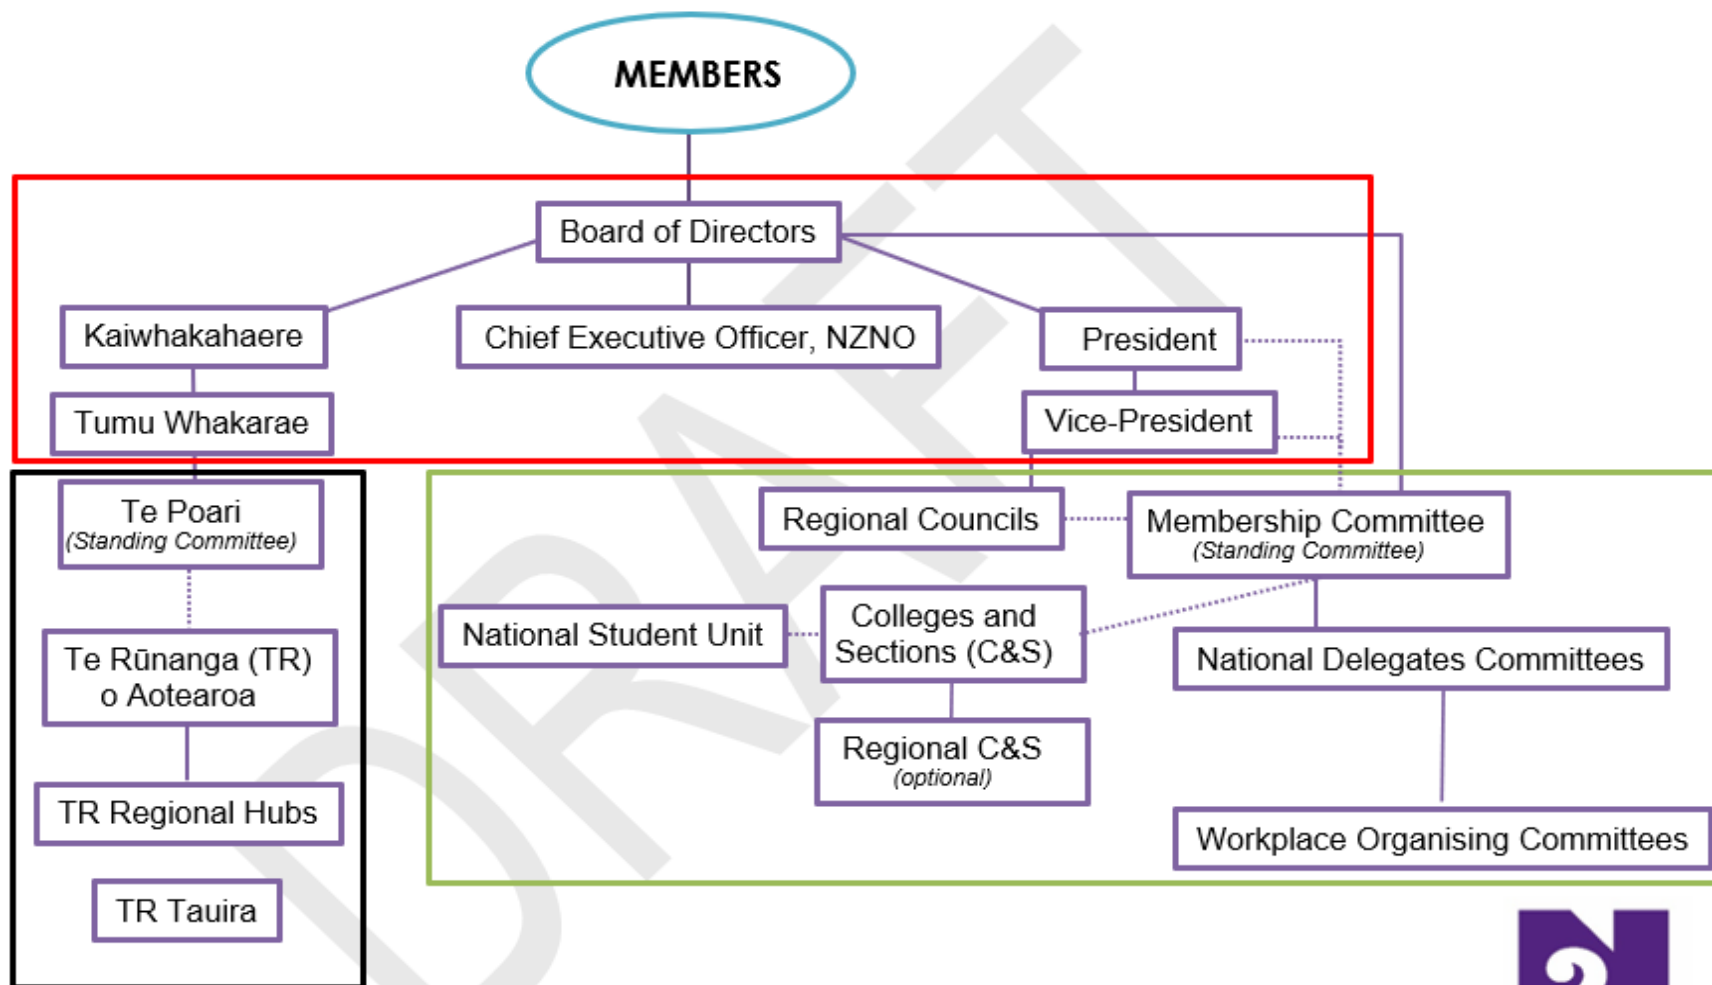 MEMBERS
Board of Directors
Kaiwhakahaere
Chief Executive Officer, NZNO
President
Tumu Whakarae
Vice-President
Te Poari
(Standing Committee)
Regional Councils
Membership Committee
(Standing Committee)
National Student Unit
Colleges and
Sections (C&S)
Te Rūnanga (TR)
o Aotearoa
National Delegates Committees
Regional C&S
(optional)
TR Regional Hubs
Workplace Organising Committees
TR Tauira
DRAFT